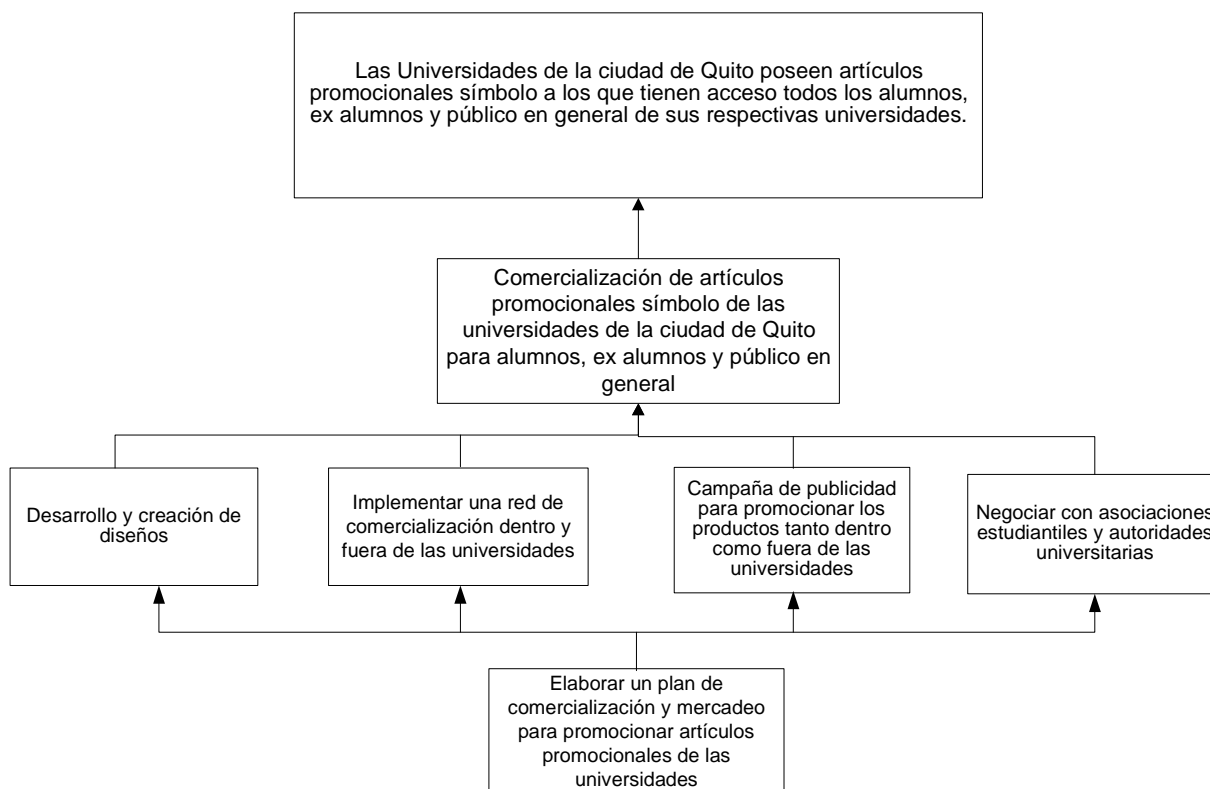 Las Universidades de la ciudad de Quito poseen artículos
promocionales símbolo a los que tienen acceso todos los alumnos,
ex alumnos y público en general de sus respectivas universidades.
Comercialización de artículos
promocionales símbolo de las
universidades de la ciudad de Quito
para alumnos, ex alumnos y público en
general
Desarrollo y creación de
diseños
Implementar una red de
comercialización dentro y
fuera de las universidades
Campaña de publicidad
para promocionar los
productos tanto dentro
como fuera de las
universidades
Negociar con asociaciones
estudiantiles y autoridades
universitarias
Elaborar un plan de
comercialización y mercadeo
para promocionar artículos
promocionales de las
universidades